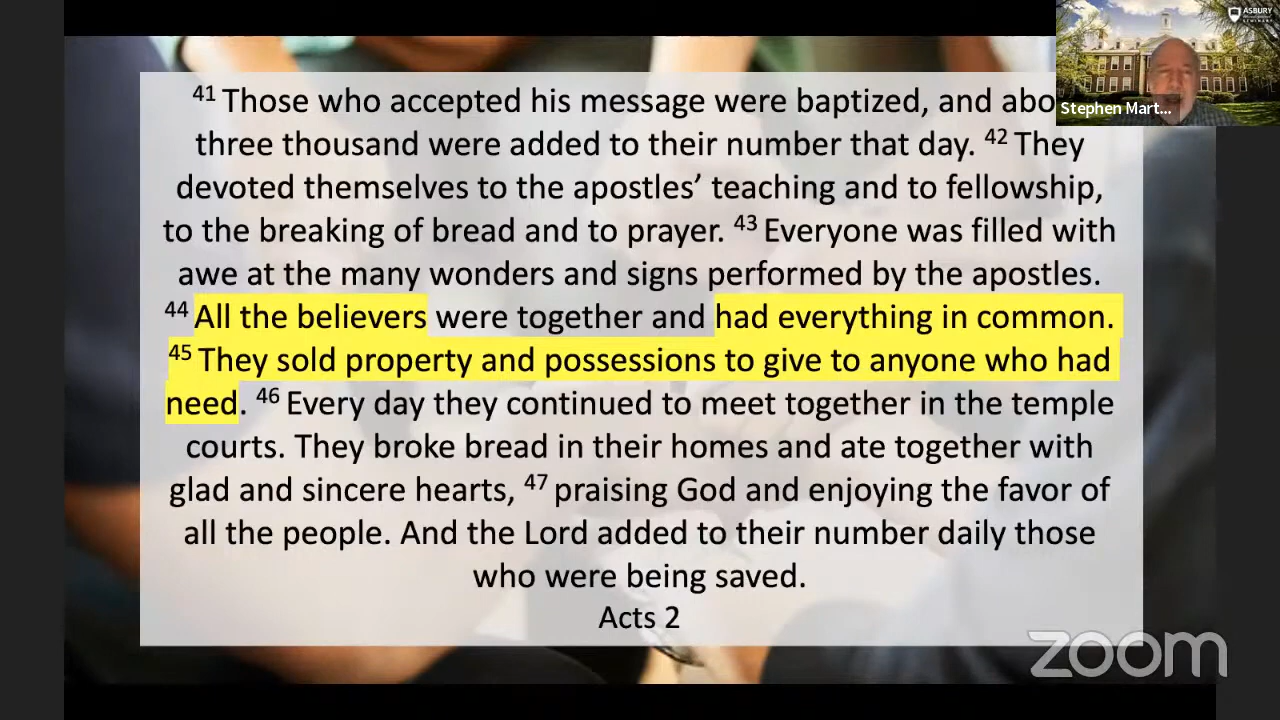 41 Those who accepted his message were baptized, and abo
three thousand were added to their number that day. 42 They
devoted themselves to the apostles’ teaching and to fellowship,
to the breaking of bread and to prayer. 43 Everyone was filled with
awe at the many wonders and signs performed by the apostles.
44 All the believers were together and had everything in common.
45 They sold property and possessions to give to anyone who had
need. 46 Every day they continued to meet together in the temple
courts. They broke bread in their homes and ate together with
glad and sincere hearts, 47 praising God and enjoying the favor of
all the people. And the Lord added to their number daily those
who were being saved.
Acts 2
ASBURY
SEMINARY
Stephen Mart...
zoom